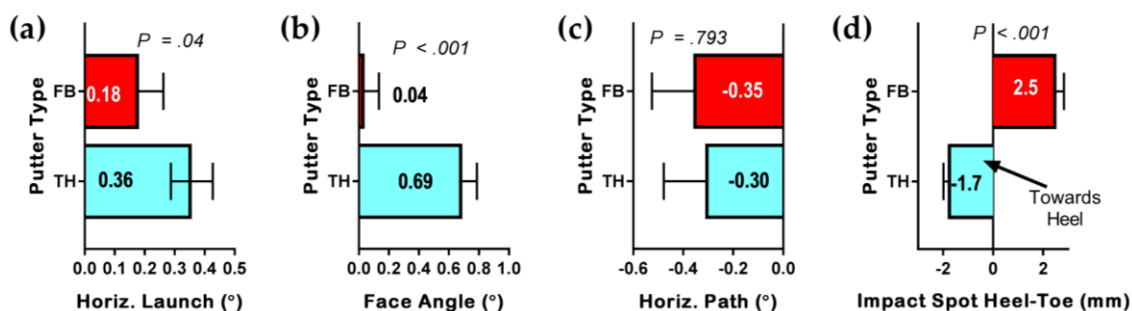 (a)
P = .04
Putter Type
FB
0.18
TH
0.36
0.0 0.1 0.2 0.3 0.4 0.5
Horiz. Launch (°)
(b)
P < .001
Putter Type
FB
0.04
TH
0.69
0.0 0.2 0.4 0.6 0.8 1.0
Face Angle (°)
(c)
P = .793
Putter Type
FB
-0.35
TH
-0.30
-0.6 -0.4 -0.2 0.0
Horiz. Path (°)
(d)
P < .001
Putter Type
FB
2.5
TH
-1.7
Towards
Heel
-2 0 2
Impact Spot Heel-Toe (mm)